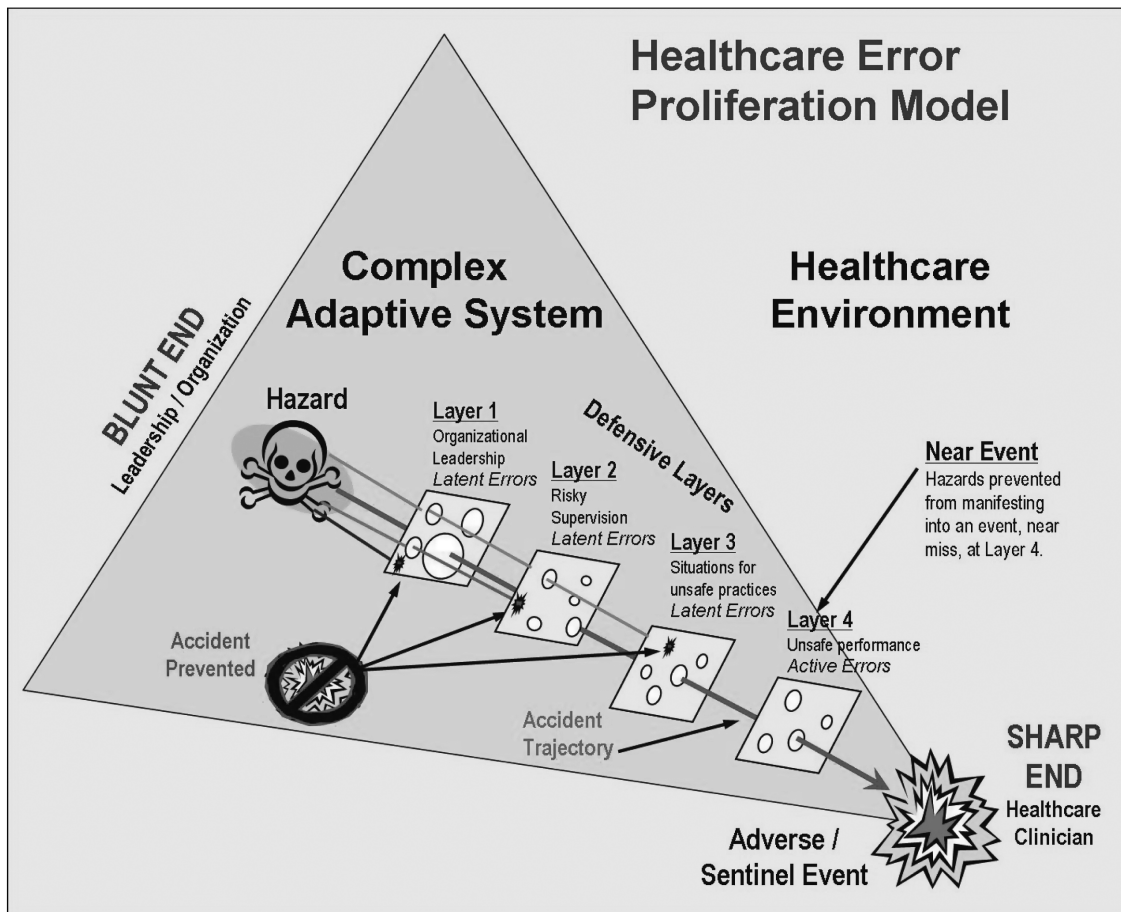 Healthcare Error
Proliferation Model
Complex
Adaptive System
Healthcare
Environment
BLUNT END
Leadership / Organization
Hazard
Layer 1
Organizational
Leadership
Latent Errors
Layer 2
Risky
Supervision
Latent Errors
Defensive Layers
Layer 3
Situations for
unsafe practices
Latent Errors
Near Event
Hazards prevented
from manifesting
into an event, near
miss, at Layer 4.
Layer 4
Unsafe performance
Active Errors
Accident
Prevented
Accident
Trajectory
SHARP
END
Healthcare
Clinician
Adverse /
Sentinel Event